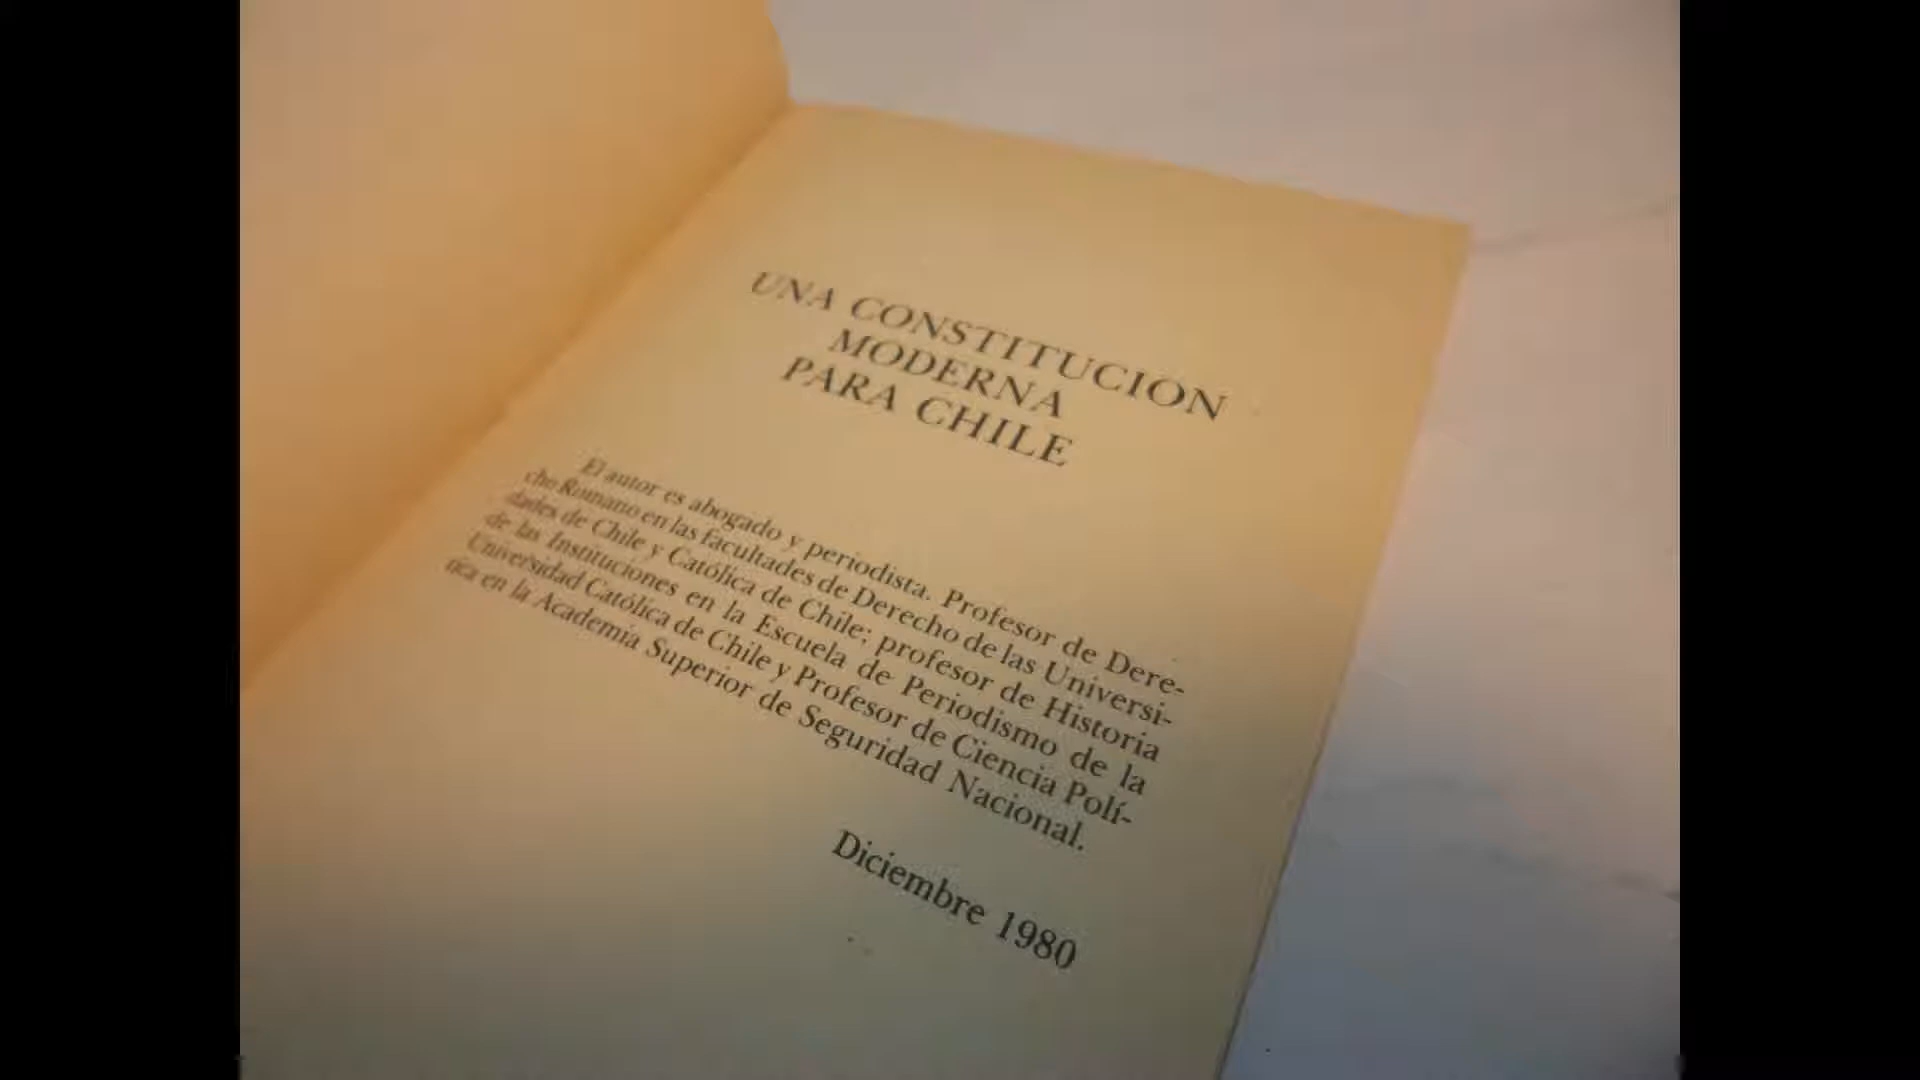 UNA CONSTITUCION
MODERNA
PARA CHILE
El autor es abogado y periodista. Profesor de Dere-
cho Romano en las facultades de Derecho de las Universi-
dades de Chile y Católica de Chile; profesor de Historia
de las Instituciones en la Escuela de Periodismo de la
Universidad Católica de Chile y Profesor de Ciencia Polí-
tica en la Academia Superior de Seguridad Nacional.
Diciembre 1980